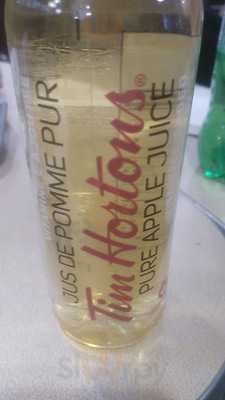 JUS DE POMME PUR
Tim Hortons®
PURE APPLE JUICE